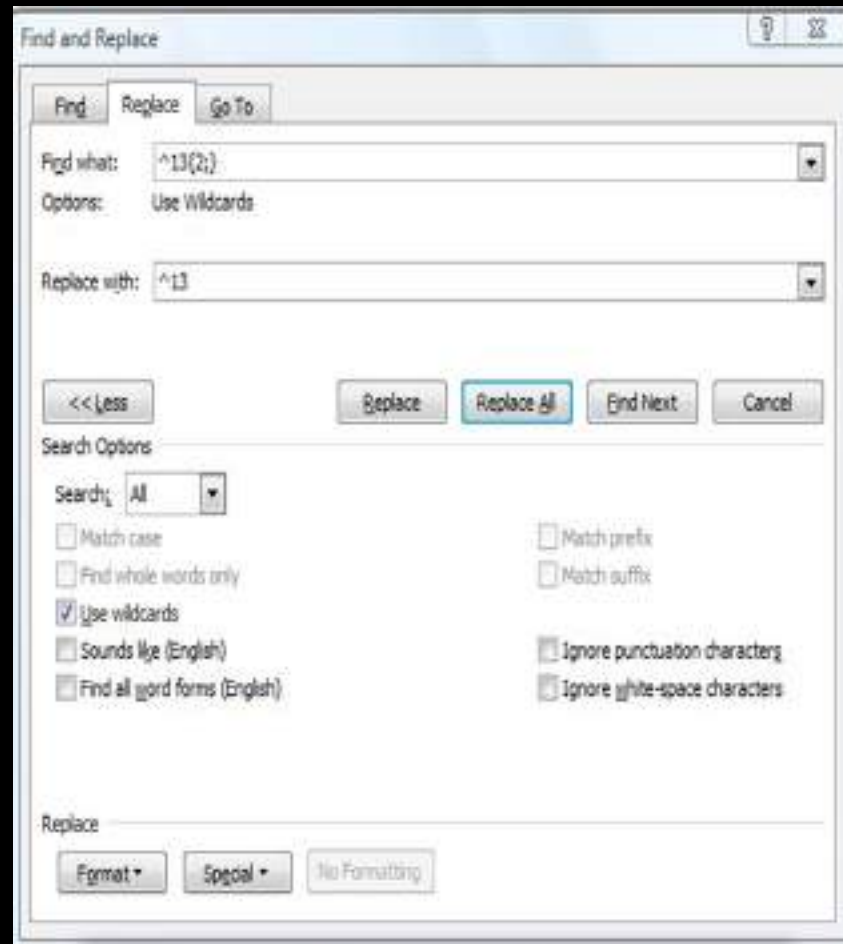 Find and Replace
Find Replace Go To
Find what: ^13{2;}
Options: Use Wildcards
Replace with: ^13
<< Less Replace Replace All Find Next Cancel
Search Options
Search: All
Match case Match prefix
Find whole words only Match suffix
Use wildcards
Sounds like (English) Ignore punctuation characters
Find all word forms (English) Ignore white-space characters
Replace
Format Special No Formatting